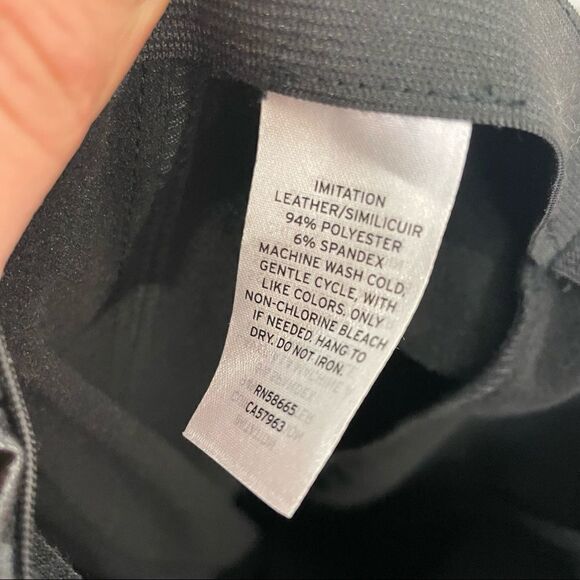 IMITATION
LEATHER/SIMILICUIR
94% POLYESTER
6% SPANDEX
MACHINE WASH COLD,
GENTLE CYCLE, WITH
LIKE COLORS. ONLY
NON-CHLORINE BLEACH
IF NEEDED. HANG TO
DRY. DO NOT IRON.
RN58665
CA57963